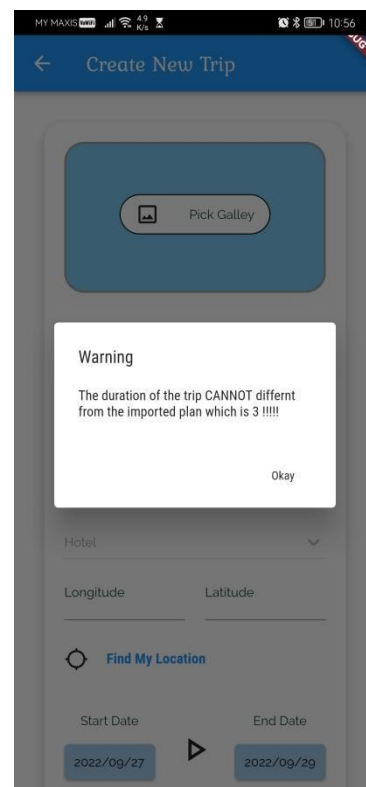 MY MAXIS WiFi 4.9 K/s 10:56
Create New Trip
Pick Galley
Warning
The duration of the trip CANNOT differnt
from the imported plan which is 3 !!!!!
Okay
Hotel
Longitude Latitude
Find My Location
Start Date End Date
2022/09/27 2022/09/29